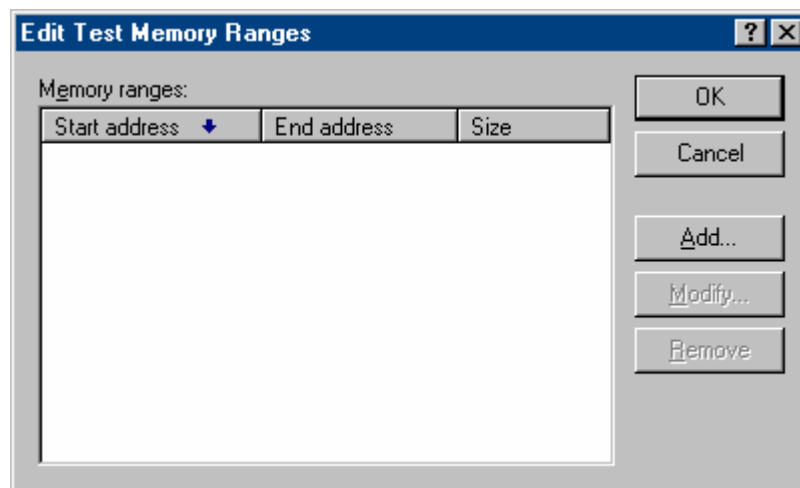 Edit Test Memory Ranges
Memory ranges:
Start address End address Size
OK
Cancel
Add...
Modify...
Remove